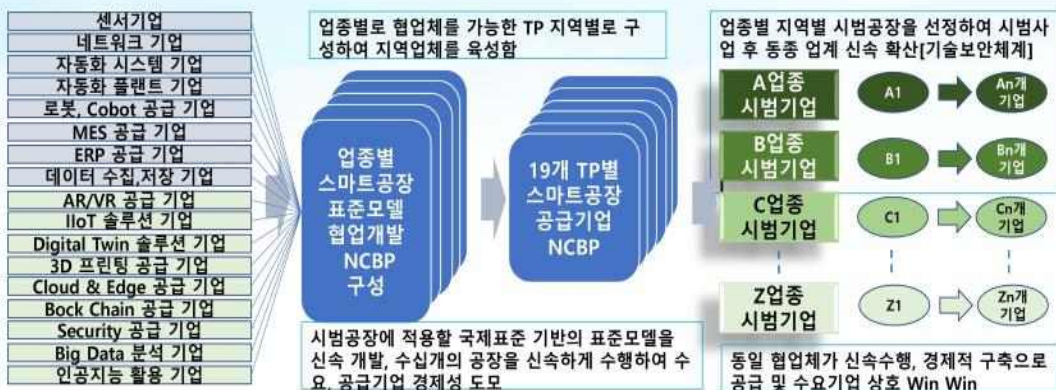 센서기업
네트워크 기업
자동화 시스템 기업
자동화 플랜트 기업
로봇, Cobot 공급 기업
MES 공급 기업
ERP 공급 기업
데이터 수집,저장 기업
AR/VR 공급 기업
IIoT 솔루션 기업
Digital Twin 솔루션 기업
3D 프린팅 공급 기업
Cloud & Edge 공급 기업
Bock Chain 공급 기업
Security 공급 기업
Big Data 분석 기업
인공지능 활용 기업
업종별로 협업체를 가능한 TP 지역별로 구
성하여 지역업체를 육성함
업종별
스마트공장
표준모델
협업개발
NCBP
구성
19개 TP별
스마트공장
공급기업
NCBP
시범공장에 적용할 국제표준 기반의 표준모델을
신속 개발, 수십개의 공장을 신속하게 수행하여 수
요, 공급기업 경제성 도모
업종별 지역별 시범공장을 선정하여 시범사
업 후 동종 업계 신속 확산[기술보안체계]
A업종
시범기업
A1
An개
기업
B업종
시범기업
B1
Bn개
기업
C업종
시범기업
C1
Cn개
기업
Z업종
시범기업
Z1
Zn개
기업
동일 협업체가 신속수행, 경제적 구축으로
공급 및 수요기업 상호 Win Win